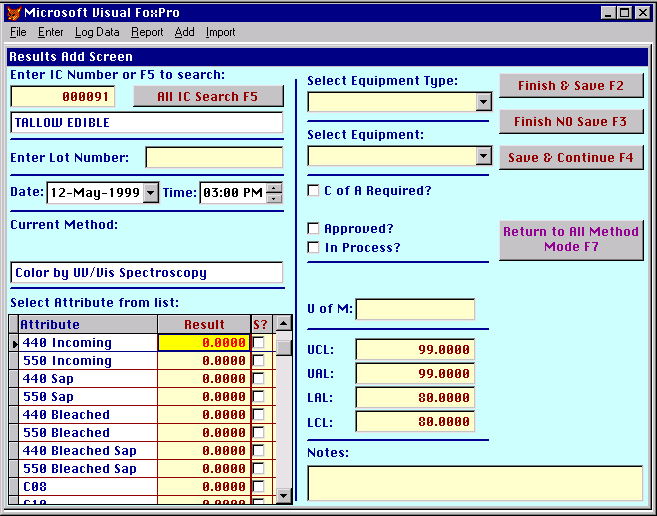 Microsoft Visual FoxPro
File Enter Log Data Report Add Import
Results Add Screen
Enter IC Number or F5 to search:
000091 All IC Search F5
TALLOW EDIBLE
Enter Lot Number:
Date: 12-May-1999 Time: 03:00 PM
Current Method:
Color by UV/Vis Spectroscopy
Select Attribute from list:
Attribute Result S?
440 Incoming 0.0000
550 Incoming 0.0000
440 Sap 0.0000
550 Sap 0.0000
440 Bleached 0.0000
550 Bleached 0.0000
440 Bleached Sap 0.0000
550 Bleached Sap 0.0000
C08 0.0000
C10 0.0000
Select Equipment Type:
Select Equipment:
C of A Required?
Approved?
In Process?
U of M:
UCL: 99.0000
UAL: 99.0000
LAL: 80.0000
LCL: 80.0000
Notes:
Finish & Save F2
Finish NO Save F3
Save & Continue F4
Return to All Method
Mode F7